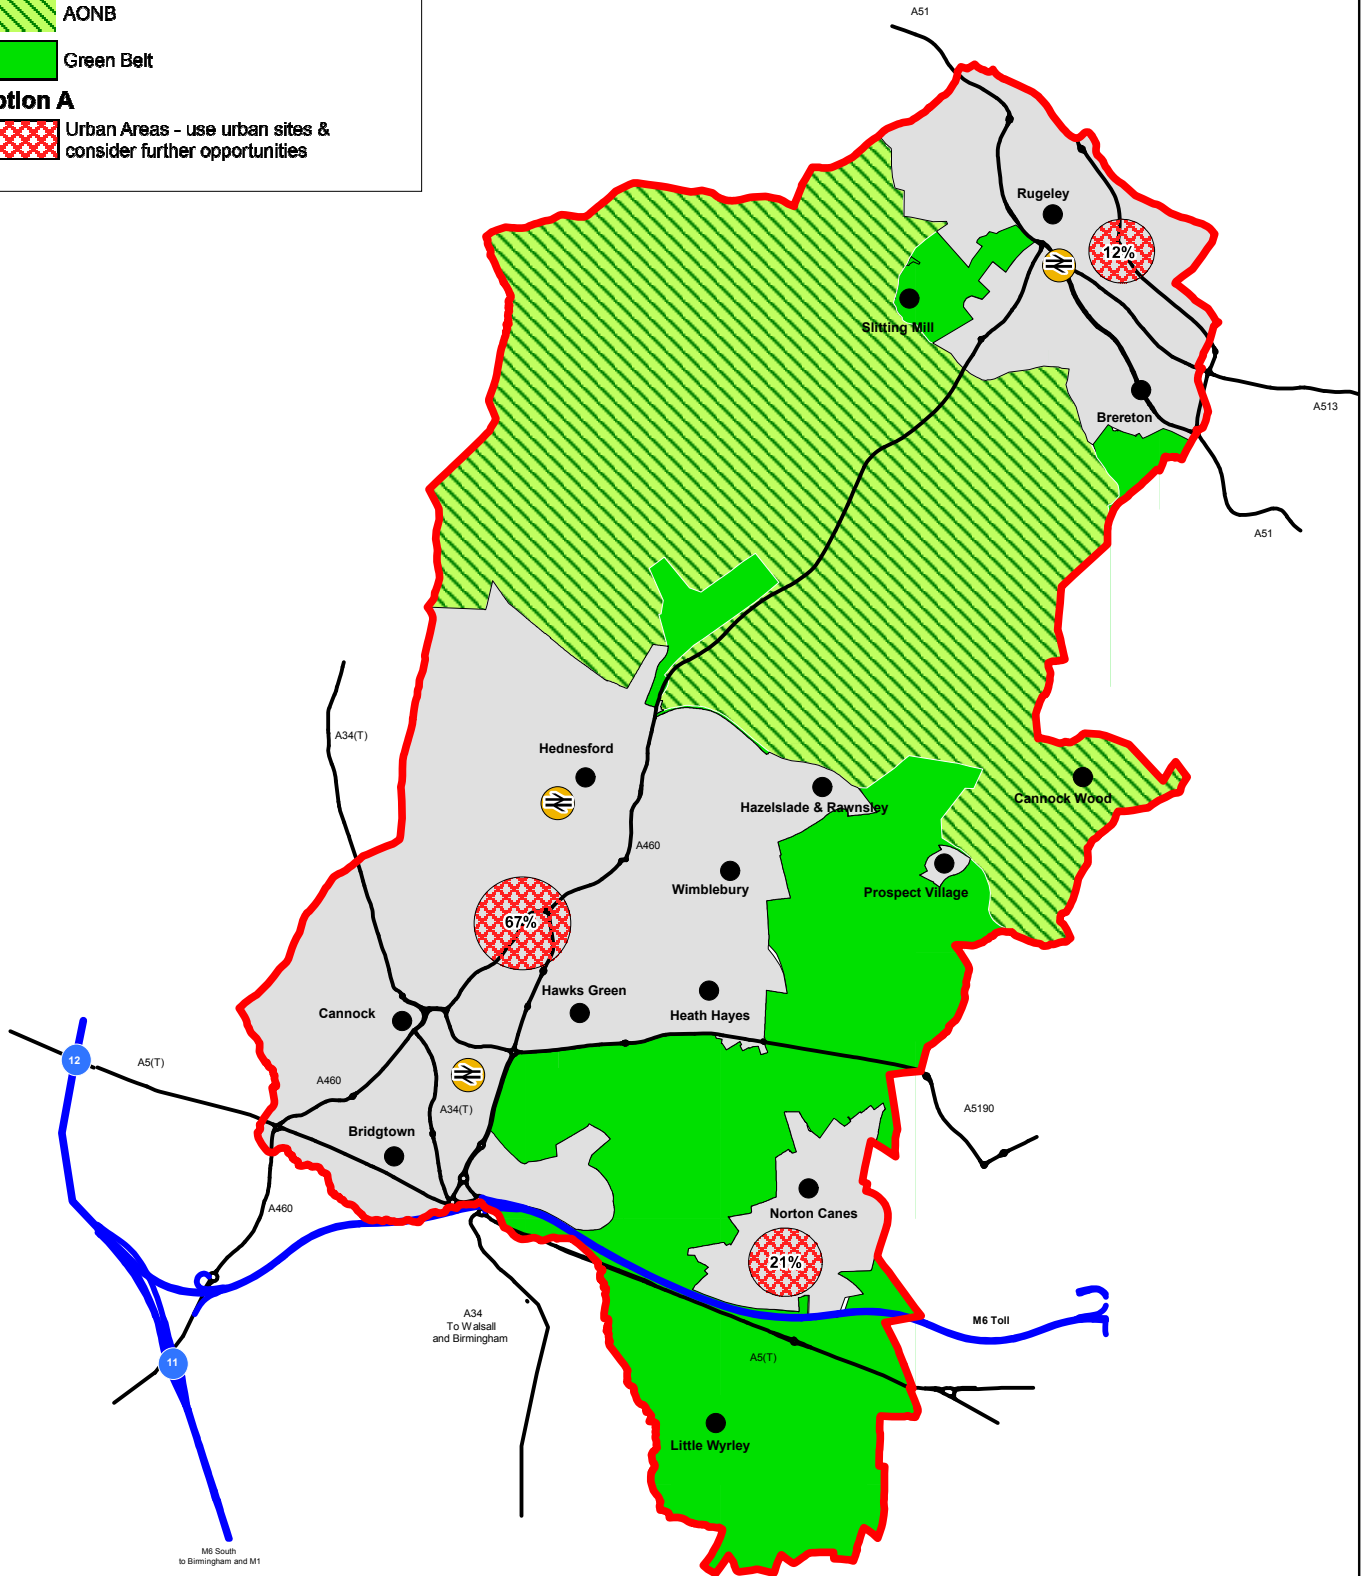 AONB
Green Belt
ption A
Urban Areas - use urban sites &
consider further opportunities
A51
Rugeley
12%
Slitting Mill
A513
Brereton
A51
A34(T)
Hednesford
Hazelslade & Rawnsley
Cannock Wood
A460
Wimblebury
Prospect Village
67%
Hawks Green
Heath Hayes
Cannock
12
A5(T)
A460
A34(T)
A5190
Bridgtown
A460
Norton Canes
21%
A34
To Walsall
and Birmingham
M6 Toll
A5(T)
11
Little Wyrley
M6 South
to Birmingham and M1